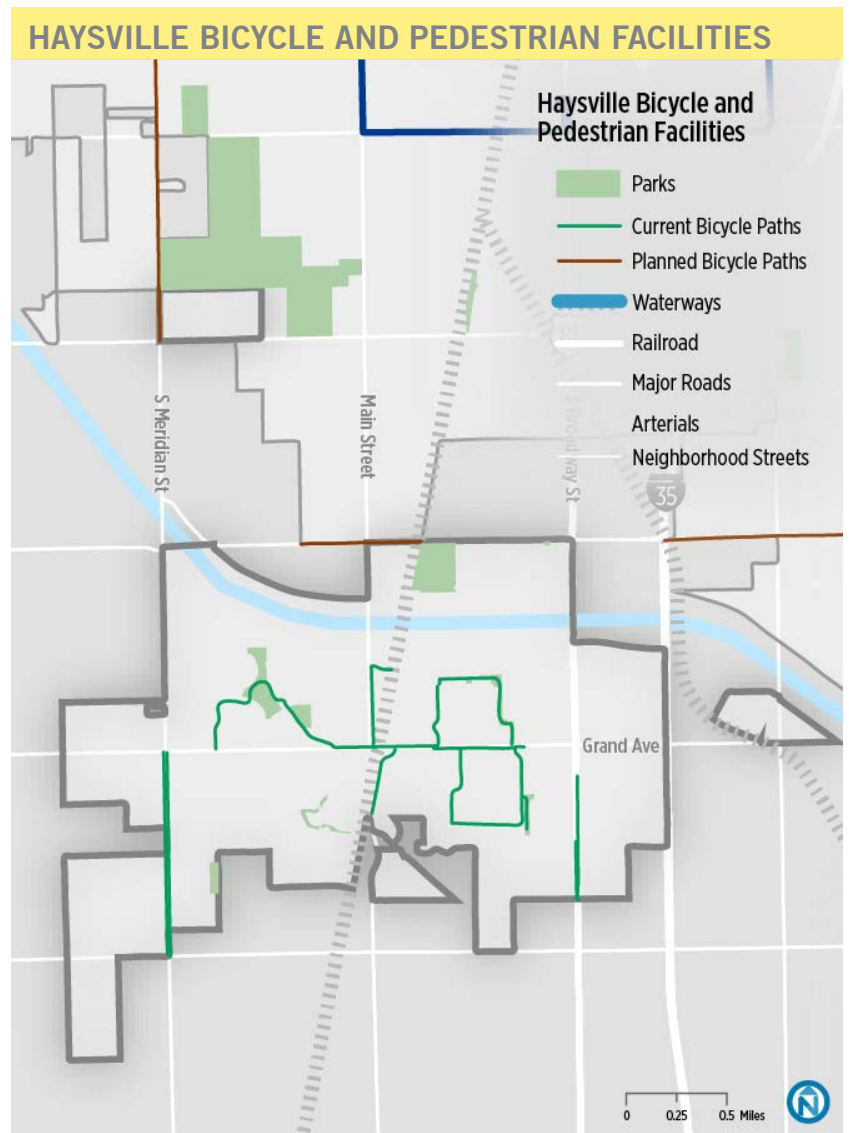 HAYSVILLE BICYCLE AND PEDESTRIAN FACILITIES
Haysville Bicycle and
Pedestrian Facilities
Parks
Current Bicycle Paths
Planned Bicycle Paths
Waterways
Railroad
Major Roads
Arterials
Neighborhood Streets
S Meridian St
Main Street
S Broadway St
35
Grand Ave
0 0.25 0.5 Miles
N